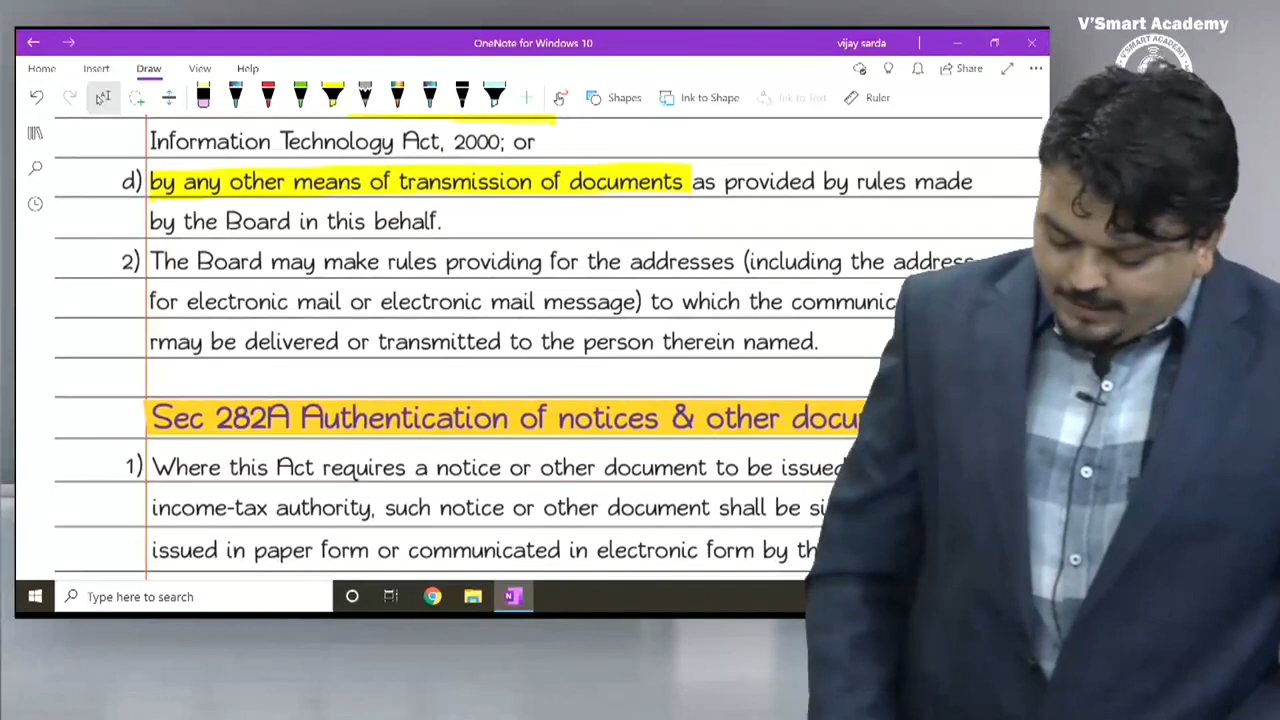 V'Smart Academy
OneNote for Windows 10
vijay sarda
Home Insert Draw View Help
Share
Shapes Ink to Shape Ink to Text Ruler
Information Technology Act, 2000; or
d) by any other means of transmission of documents as provided by rules made
by the Board in this behalf.
2) The Board may make rules providing for the addresses (including the address
for electronic mail or electronic mail message) to which the communic
rmay be delivered or transmitted to the person therein named.
Sec 282A Authentication of notices & other docu
1) Where this Act requires a notice or other document to be issued
income-tax authority, such notice or other document shall be si
issued in paper form or communicated in electronic form by th
Type here to search